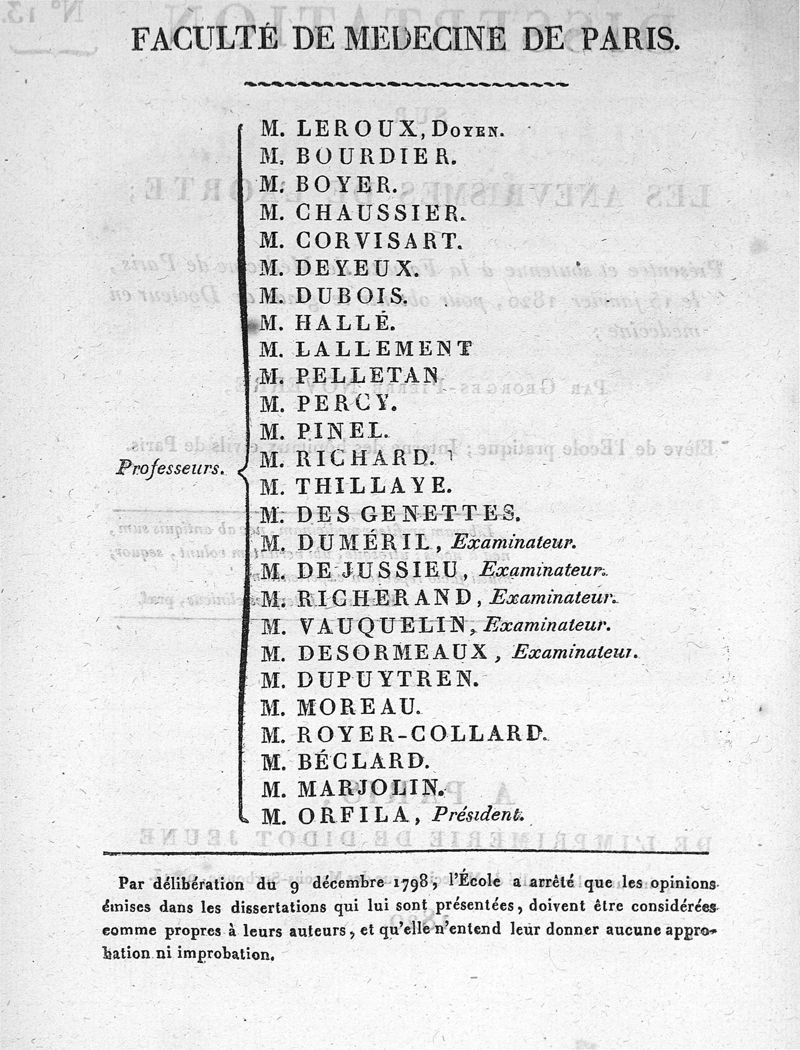 FACULTÉ DE MEDECINE DE PARIS.
M. LEROUX, DOYEN.
M. BOURDIER.
M. BOYER.
M. CHAUSSIER.
M. CORVISART.
M. DEYEUX.
M. DUBOIS.
M. HALLÉ.
M. LALLEMENT
M. PELLETAN
M. PERCY.
M. PINEL.
Professeurs.
M. RICHARD.
M. THILLAYE.
M. DES GENETTES.
M. DUMÉRIL, Examinateur.
M. DE JUSSIEU, Examinateur.
M. RICHERAND, Examinateur.
M. VAUQUELIN, Examinateur.
M. DESORMEAUX, Examinateur.
M. DUPUYTREN.
M. MOREAU.
M. ROYER-COLLARD.
M. BÉCLARD.
M. MARJOLIN.
M. ORFILA, Président.
Par délibération du 9 décembre 1798, l'École a arrêté que les opinions
émises dans les dissertations qui lui sont présentées, doivent être considérées
comme propres à leurs auteurs, et qu'elle n'entend leur donner aucune appro-
bation ni improbation.